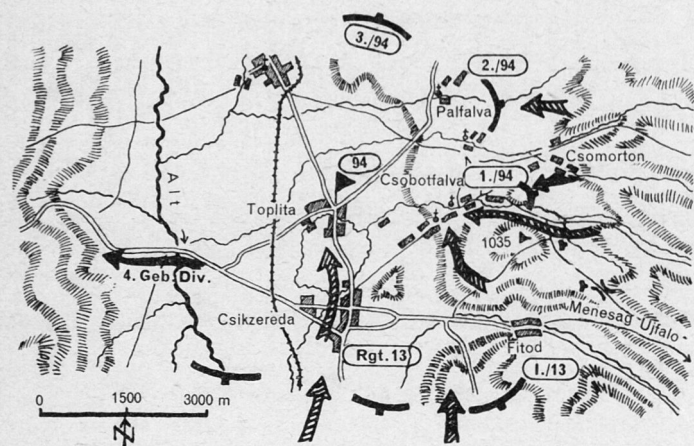 3./94
2./94
Palfalva
94
Csomorton
Csobotfalva
1./94
Alt
Toplita
1035
4. Geb. Div.
Menesag-Ujfalo
Csikzereda
Fitod
Rgt. 13
I./13
0 1500 3000 m
N